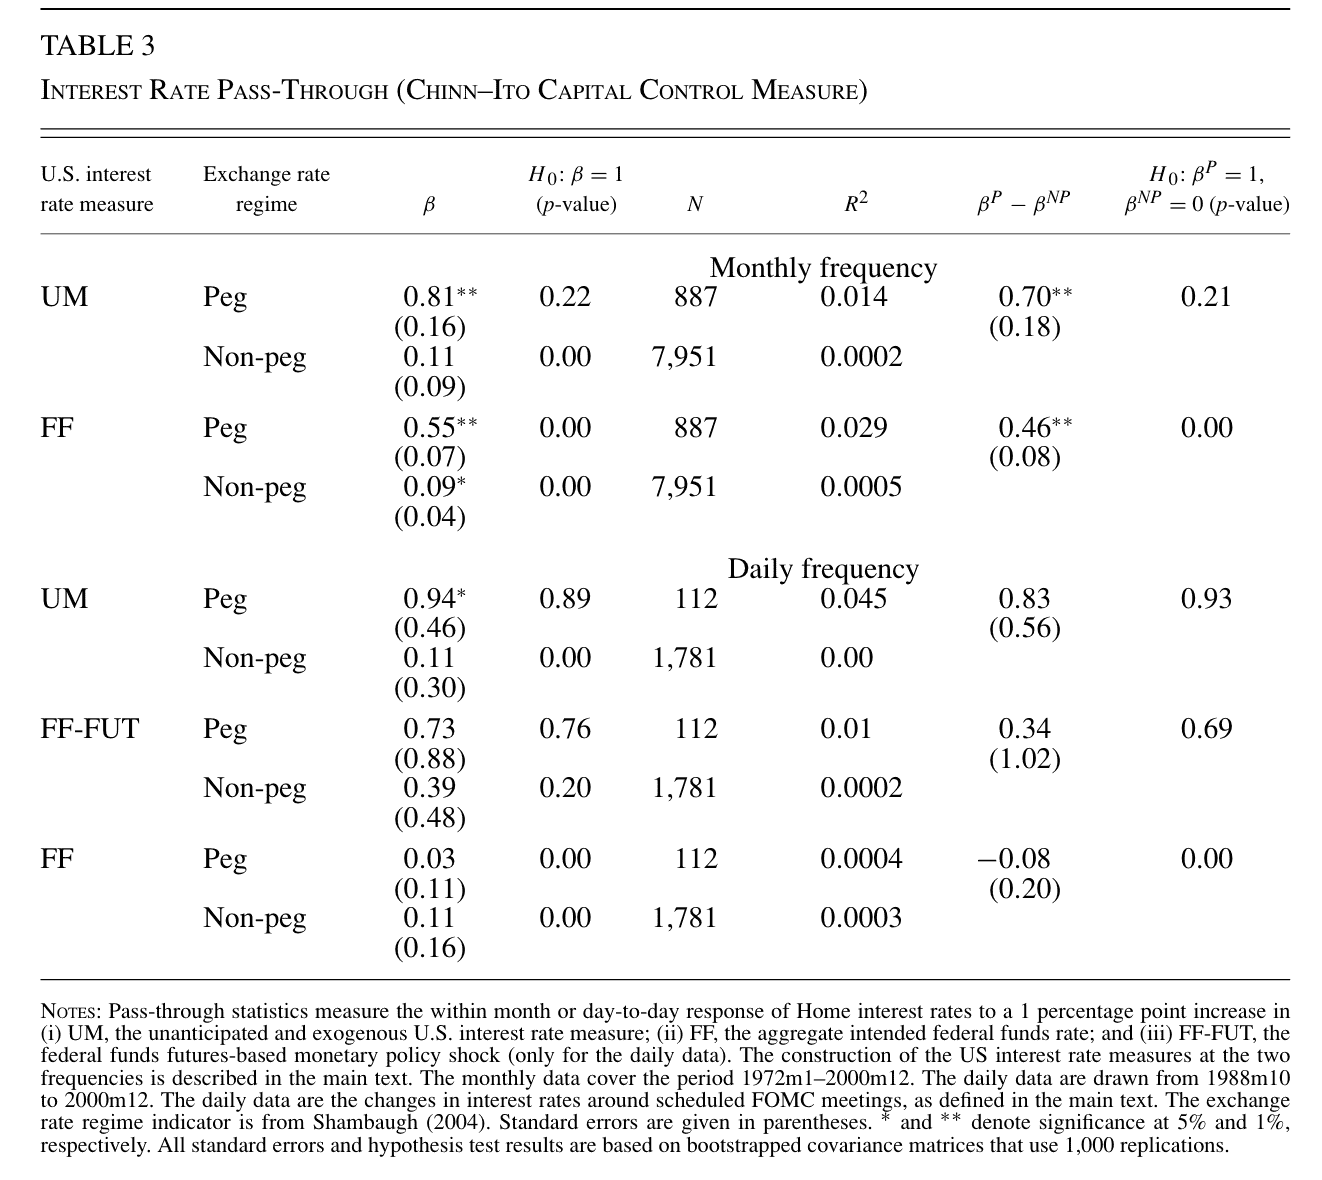 TABLE 3
INTEREST RATE PASS-THROUGH (CHINN–ITO CAPITAL CONTROL MEASURE)
U.S. interest Exchange rate H0: β = 1 H0: βP = 1,
rate measure regime β (p-value) N R2 βP − βNP βNP = 0 (p-value)
Monthly frequency
UM Peg 0.81** 0.22 887 0.014 0.70** 0.21
(0.16) (0.18)
Non-peg 0.11 0.00 7,951 0.0002
(0.09)
FF Peg 0.55** 0.00 887 0.029 0.46** 0.00
(0.07) (0.08)
Non-peg 0.09* 0.00 7,951 0.0005
(0.04)
Daily frequency
UM Peg 0.94* 0.89 112 0.045 0.83 0.93
(0.46) (0.56)
Non-peg 0.11 0.00 1,781 0.00
(0.30)
FF-FUT Peg 0.73 0.76 112 0.01 0.34 0.69
(0.88) (1.02)
Non-peg 0.39 0.20 1,781 0.0002
(0.48)
FF Peg 0.03 0.00 112 0.0004 −0.08 0.00
(0.11) (0.20)
Non-peg 0.11 0.00 1,781 0.0003
(0.16)
NOTES: Pass-through statistics measure the within month or day-to-day response of Home interest rates to a 1 percentage point increase in
(i) UM, the unanticipated and exogenous U.S. interest rate measure; (ii) FF, the aggregate intended federal funds rate; and (iii) FF-FUT, the
federal funds futures-based monetary policy shock (only for the daily data). The construction of the US interest rate measures at the two
frequencies is described in the main text. The monthly data cover the period 1972m1–2000m12. The daily data are drawn from 1988m10
to 2000m12. The daily data are the changes in interest rates around scheduled FOMC meetings, as defined in the main text. The exchange
rate regime indicator is from Shambaugh (2004). Standard errors are given in parentheses. * and ** denote significance at 5% and 1%,
respectively. All standard errors and hypothesis test results are based on bootstrapped covariance matrices that use 1,000 replications.